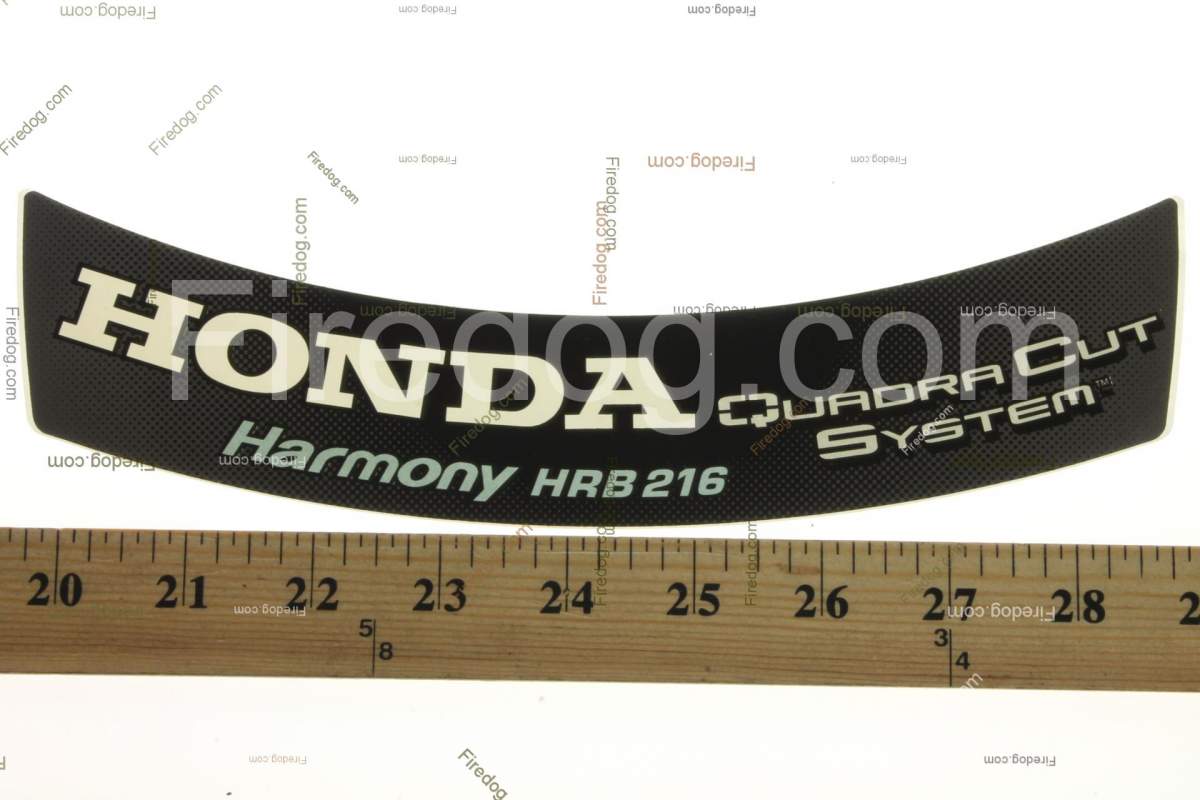 Firedog.com
HONDA
QUADRA CUT
SYSTEM™
Harmony HRB 216
20 21 22 23 24 25 26 27 28 2
5 8
3 4